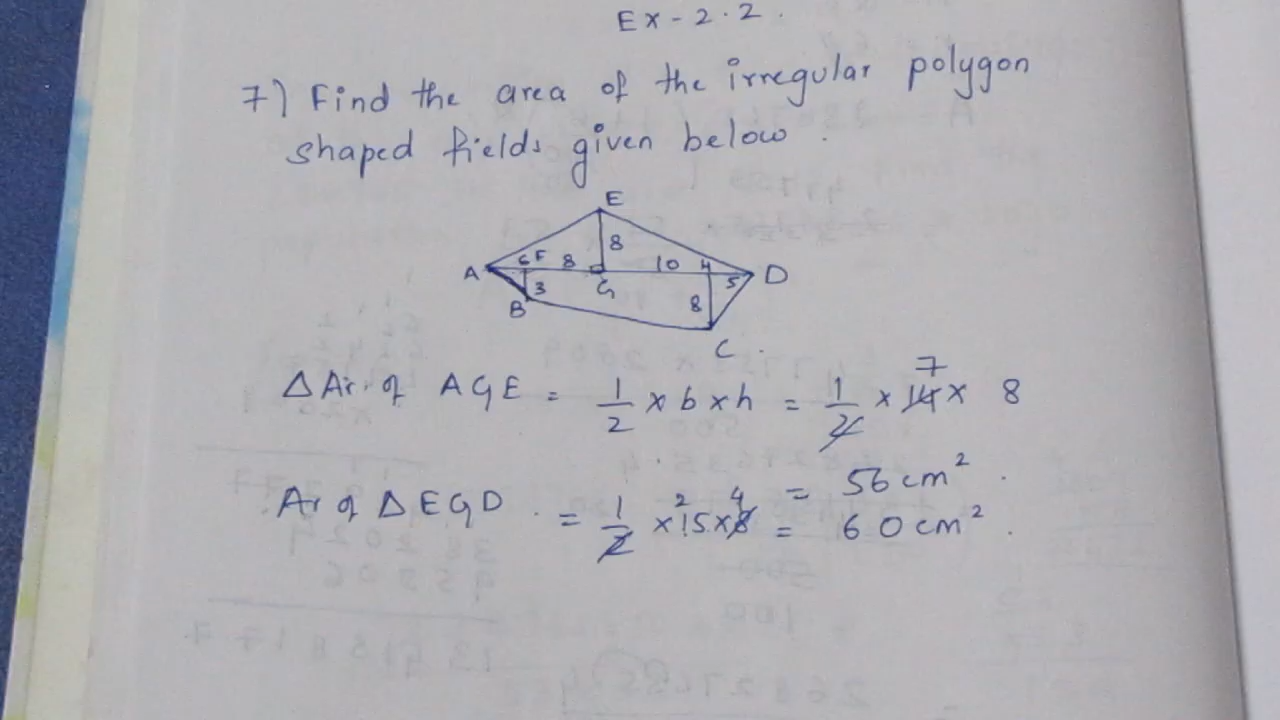 Ex - 2.2.
7) Find the area of the irregular polygon
shaped fields given below.
E
8
A 6 F 8 10 H D
3 G 5
B 8
C.
Δ Ar. of AGE = 1/2 × b × h = 1/2 × 14 × 8
7
= 56 cm².
Ar of Δ EGD. = 1/2 × 15 × 8 = 60 cm².
2 4